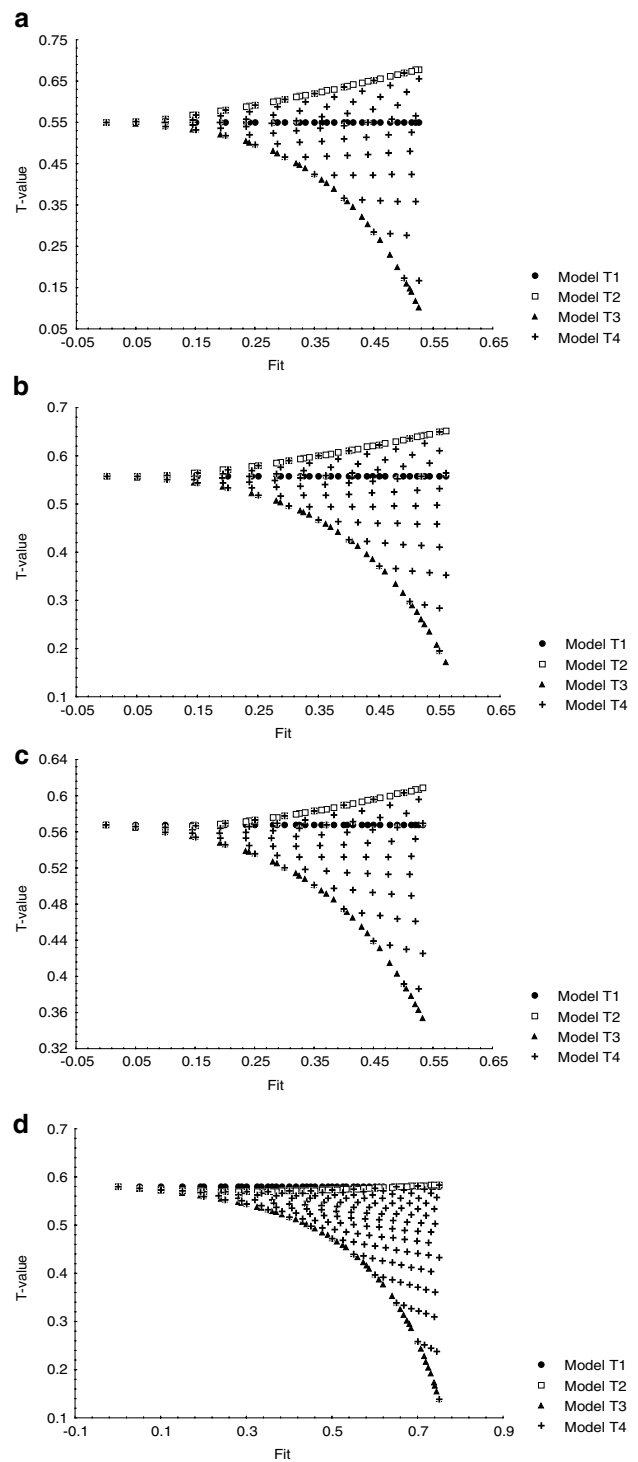 a
0.75
0.65
0.55
0.45
0.35
0.25
0.15
0.05
T-value
-0.05 0.05 0.15 0.25 0.35 0.45 0.55 0.65
Fit
Model T1
Model T2
Model T3
Model T4
b
0.7
0.6
0.5
0.4
0.3
0.2
0.1
T-value
-0.05 0.05 0.15 0.25 0.35 0.45 0.55 0.65
Fit
Model T1
Model T2
Model T3
Model T4
c
0.64
0.6
0.56
0.52
0.48
0.44
0.4
0.36
0.32
T-value
-0.05 0.05 0.15 0.25 0.35 0.45 0.55 0.65
Fit
Model T1
Model T2
Model T3
Model T4
d
0.7
0.6
0.5
0.4
0.3
0.2
0.1
T-value
-0.1 0.1 0.3 0.5 0.7 0.9
Fit
Model T1
Model T2
Model T3
Model T4